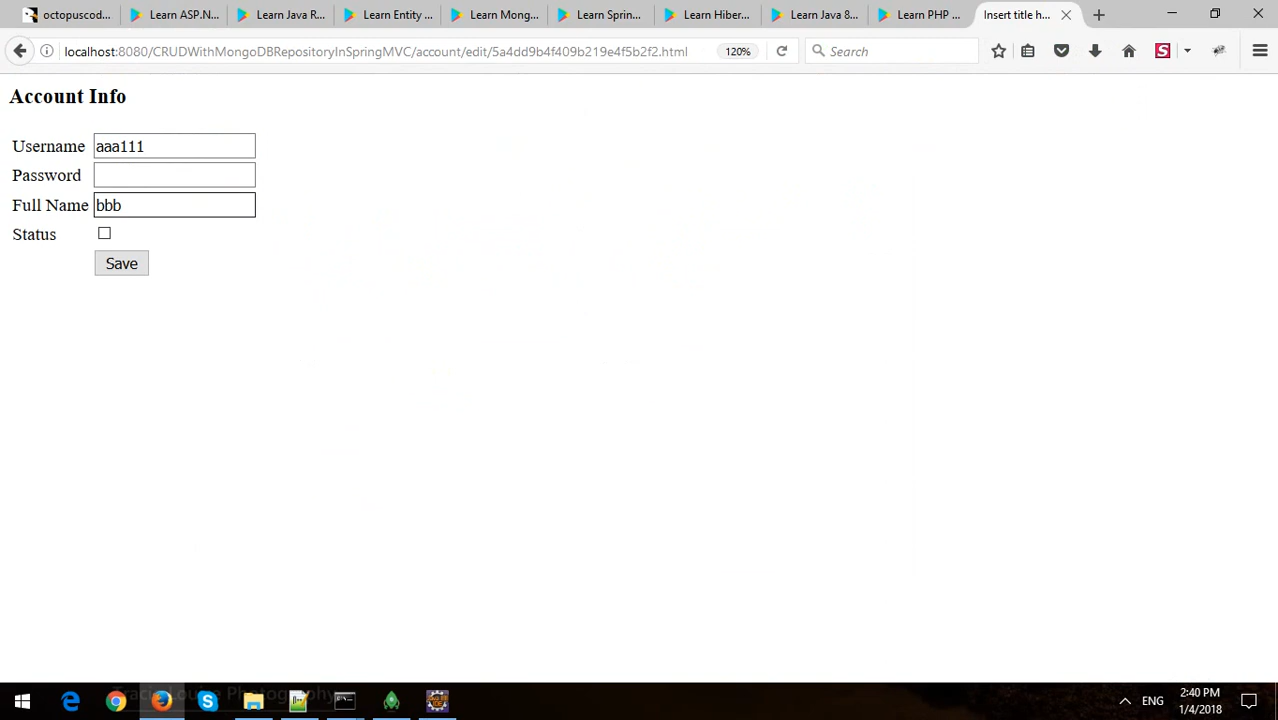 octopuscod...
Learn ASP.N...
Learn Java R...
Learn Entity ...
Learn Mong...
Learn Sprin...
Learn Hiber...
Learn Java 8...
Learn PHP ...
Insert title h...
localhost:8080/CRUDWithMongoDBRepositoryInSpringMVC/account/edit/5a4dd9b4f409b219e4f5b2f2.html
120%
Search
S
Account Info
Username aaa111
Password
Full Name bbb
Status
Save
Photography
ENG
2:40 PM
1/4/2018